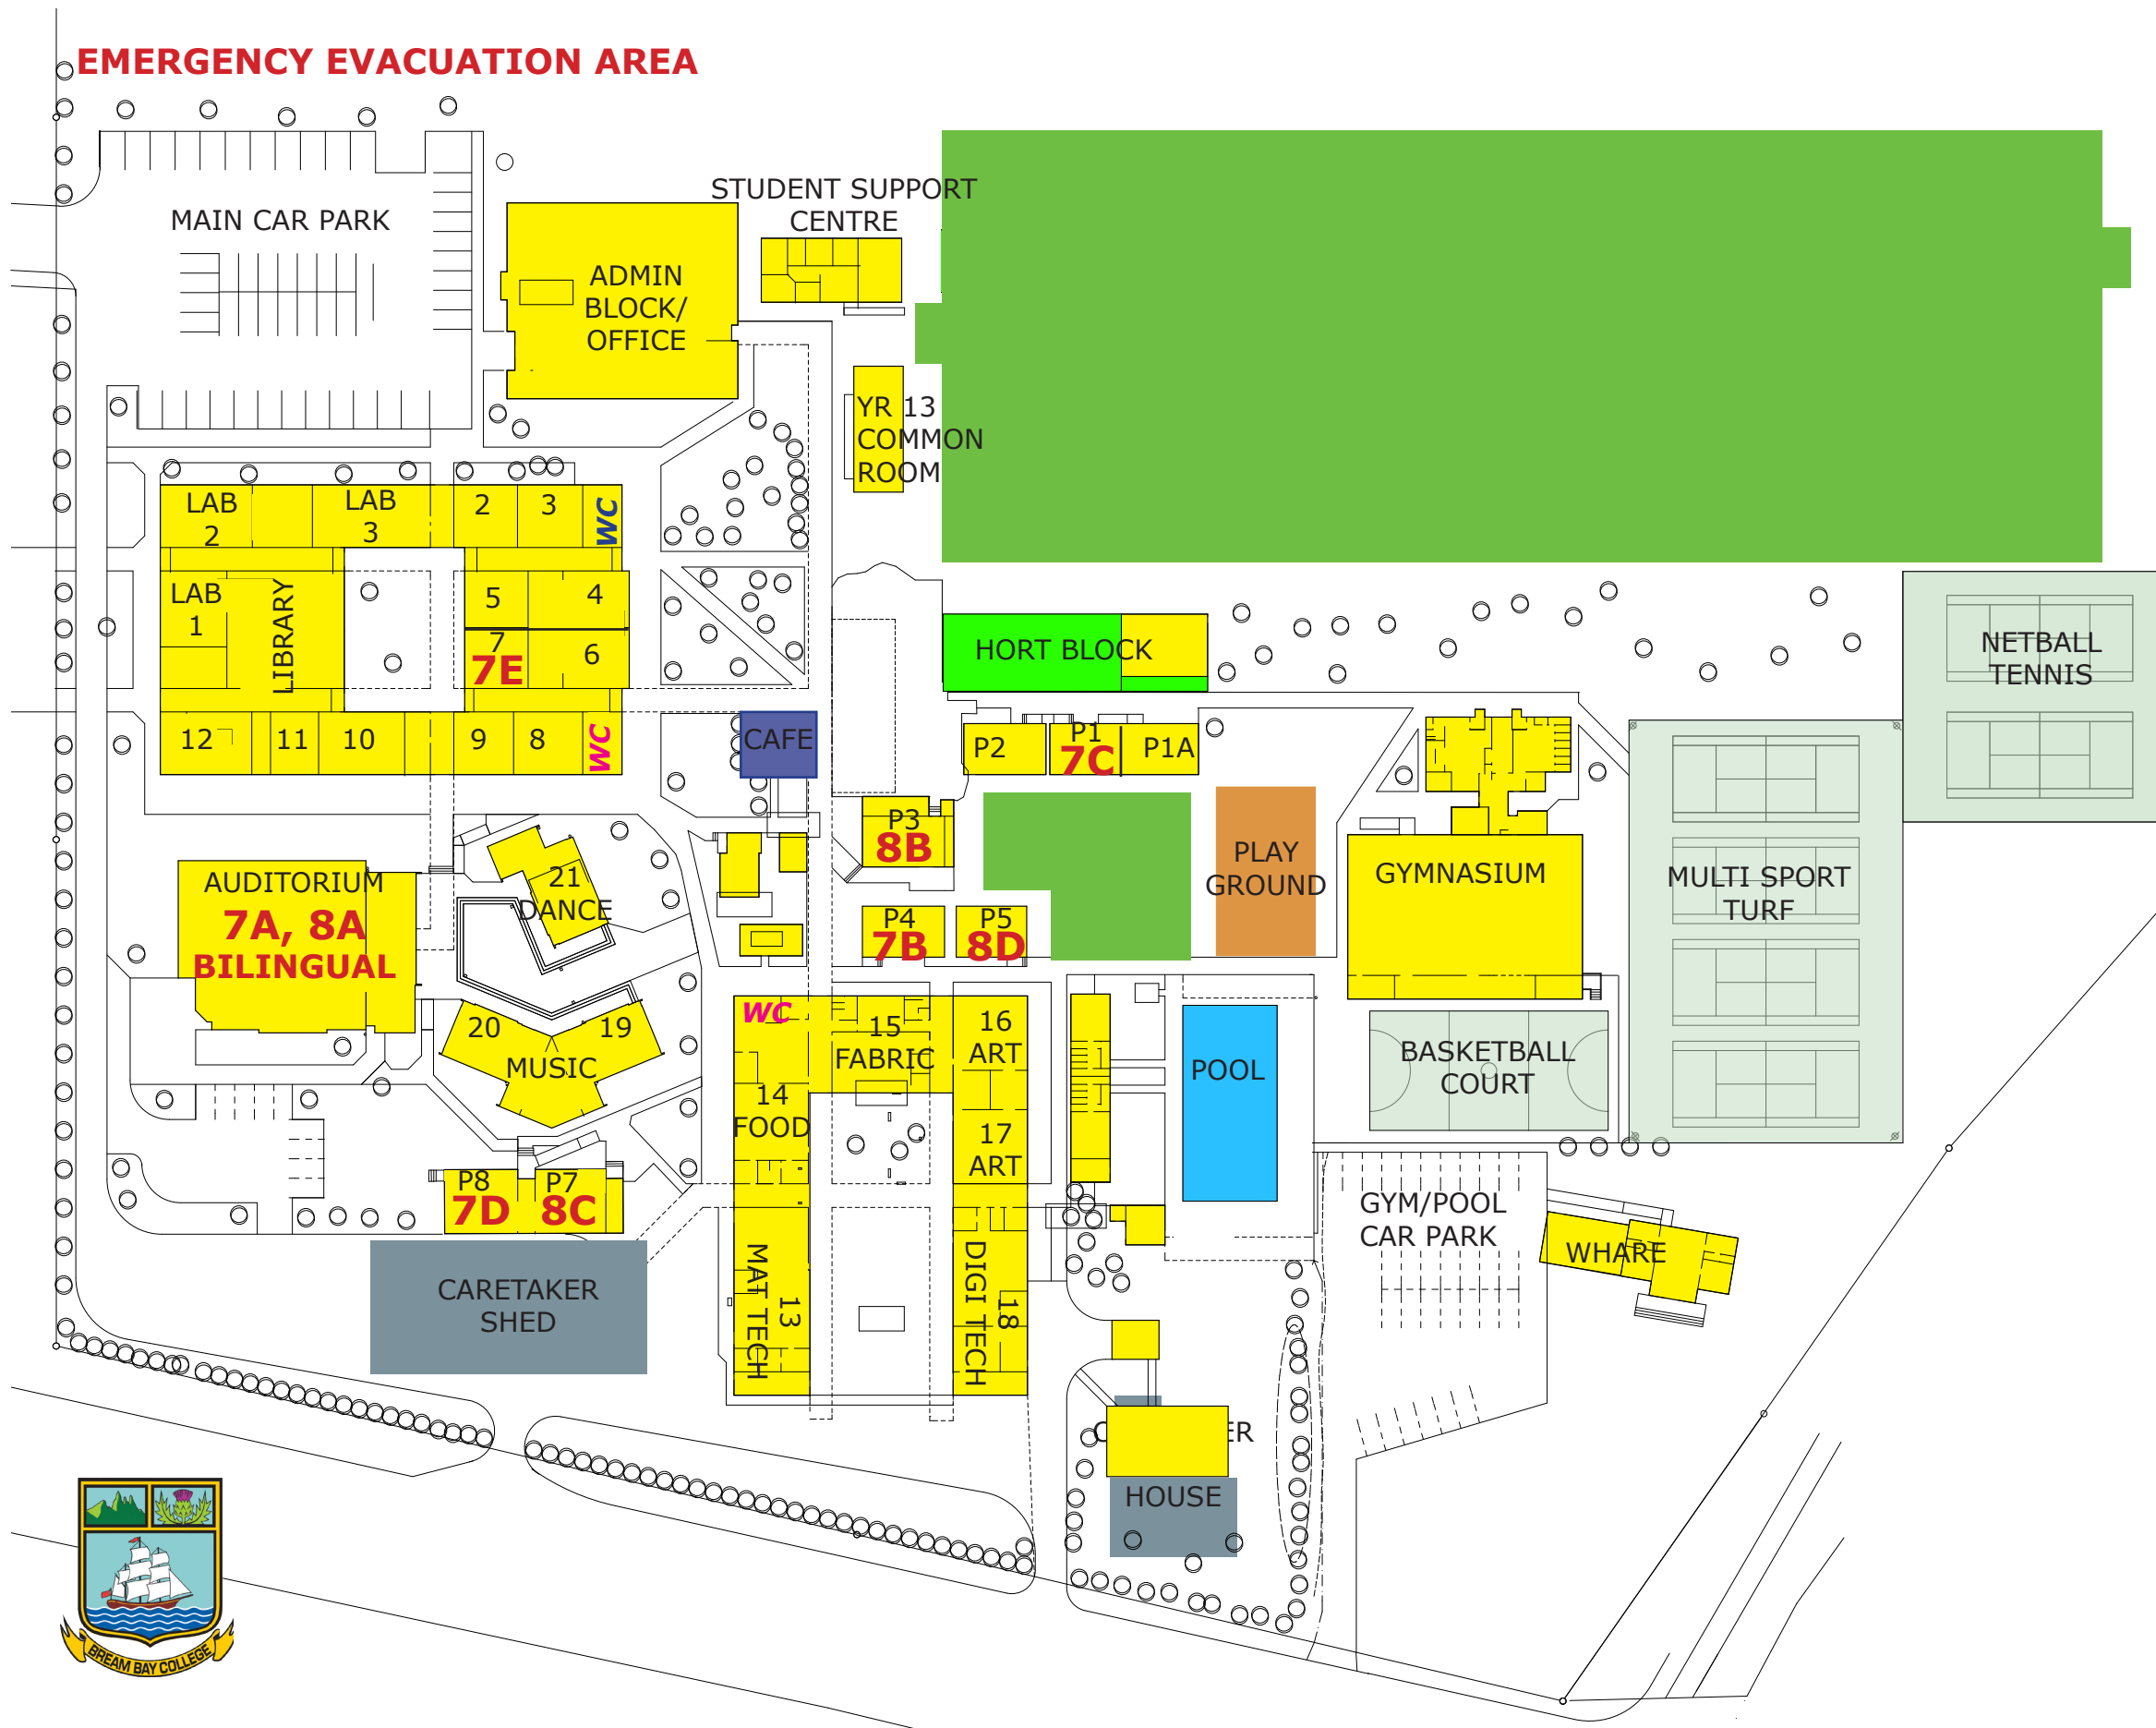 EMERGENCY EVACUATION AREA
STUDENT SUPPORT
CENTRE
MAIN CAR PARK
ADMIN
BLOCK/
OFFICE
YR 13
COMMON
ROOM
LAB
2
LAB
3
2
3
WC
LAB
1
LIBRARY
5
4
7
7E
6
HORT BLOCK
NETBALL
TENNIS
12
11
10
9
8
WC
CAFE
P2
P1
7C
P1A
P3
8B
PLAY
GROUND
GYMNASIUM
MULTI SPORT
TURF
AUDITORIUM
7A, 8A
BILINGUAL
21
DANCE
P4
7B
P5
8D
20
19
MUSIC
WC
15
FABRIC
16
ART
14
FOOD
17
ART
POOL
BASKETBALL
COURT
P8
7D
P7
8C
GYM/POOL
CAR PARK
WHARE
CARETAKER
SHED
MAT TECH
13
DIGI TECH
18
HOUSE
BREAM BAY COLLEGE